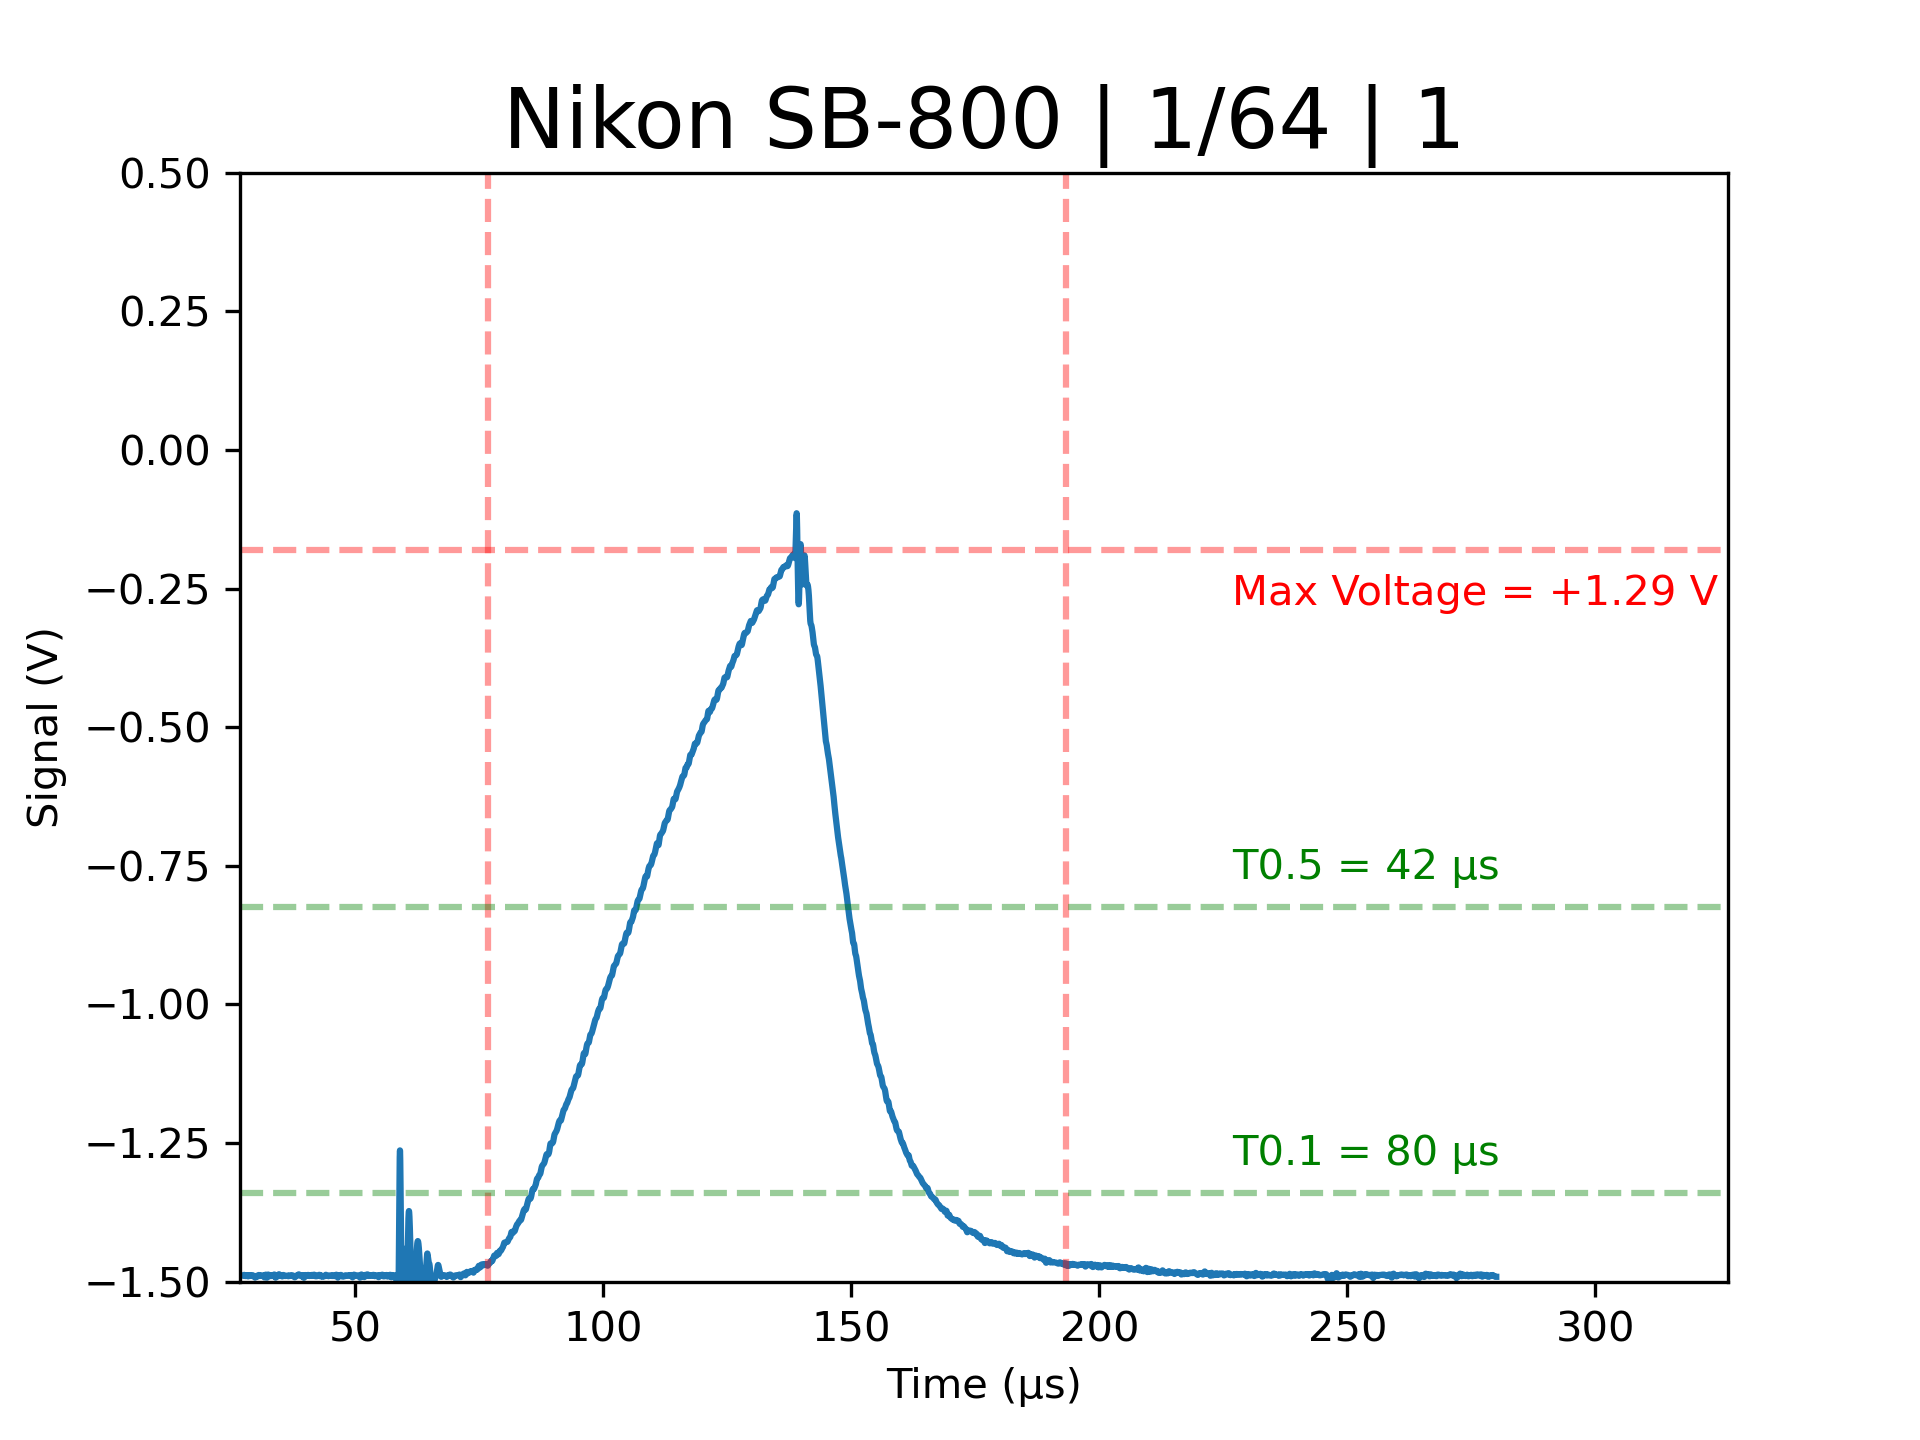 Nikon SB-800 | 1/64 | 1
0.50
0.25
0.00
−0.25
−0.50
−0.75
−1.00
−1.25
−1.50
Signal (V)
Max Voltage = +1.29 V
T0.5 = 42 µs
T0.1 = 80 µs
50 100 150 200 250 300
Time (µs)